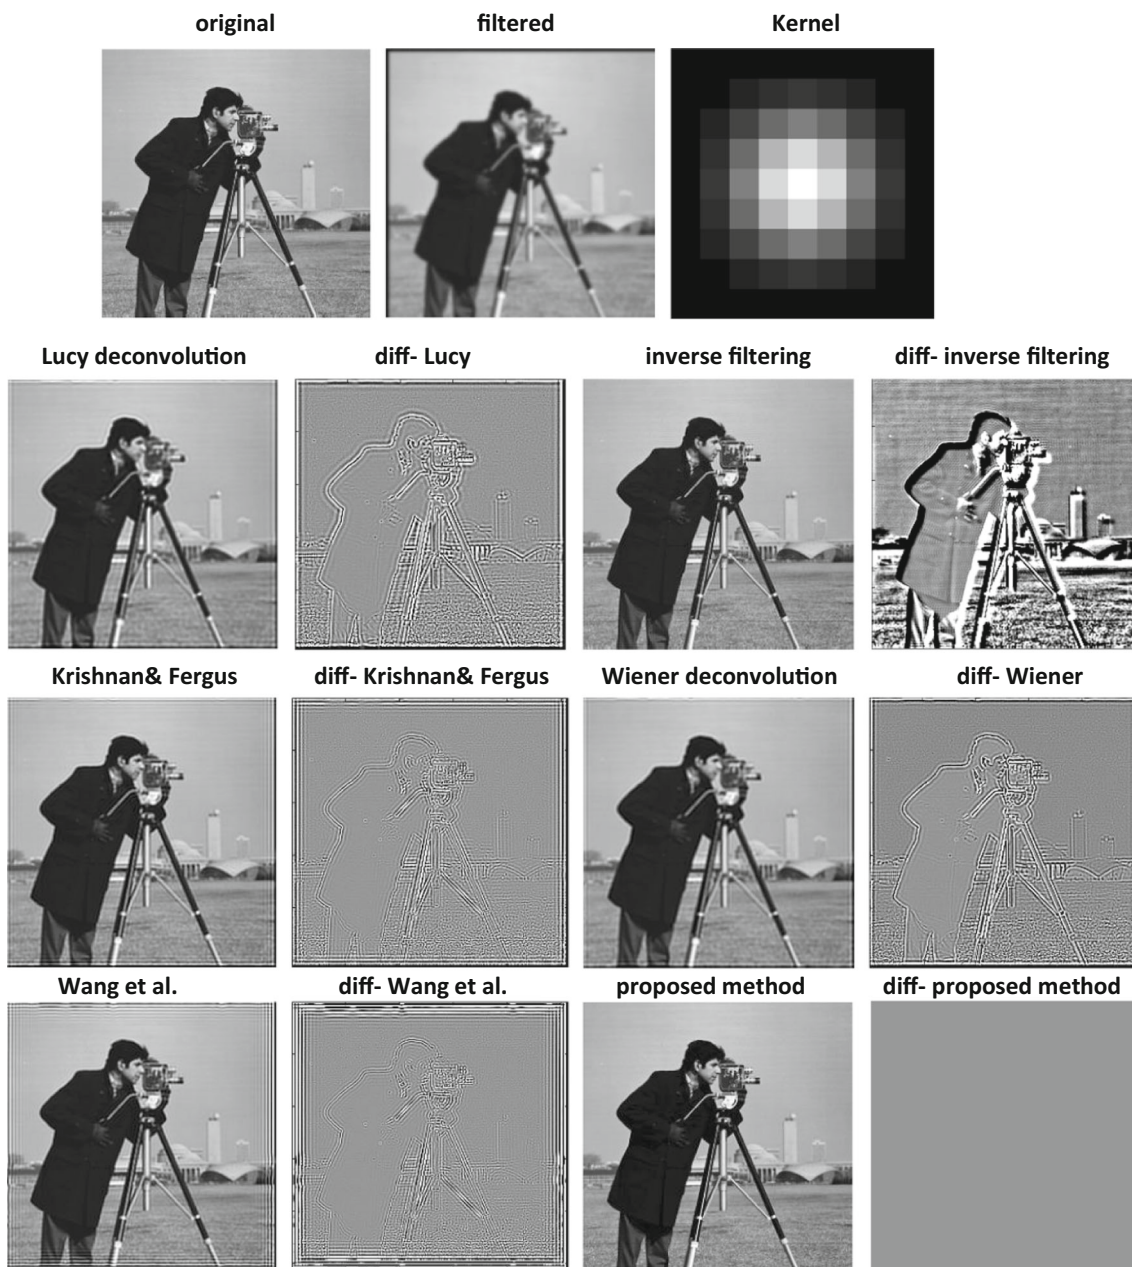 original
filtered
Kernel
Lucy deconvolution
diff- Lucy
inverse filtering
diff- inverse filtering
Krishnan& Fergus
diff- Krishnan& Fergus
Wiener deconvolution
diff- Wiener
Wang et al.
diff- Wang et al.
proposed method
diff- proposed method